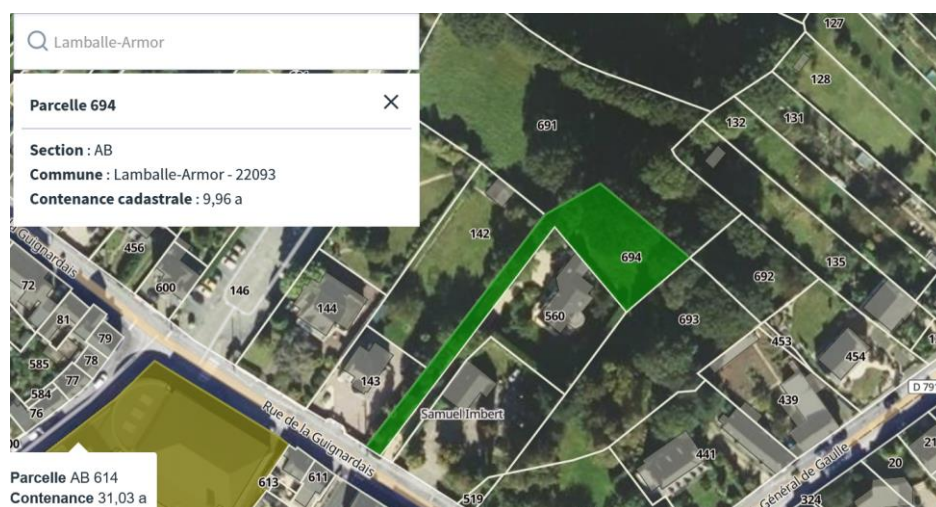 Lamballe-Armor
Parcelle 694
Section : AB
Commune : Lamballe-Armor - 22093
Contenance cadastrale : 9,96 a
127
128
131
132
691
142
694
135
692
693
560
456
600
146
144
143
72
81
79
78
585
77
584
76
453
454
439
441
D 791
Guignardais
Rue de la Guignardais
Samuel Imbert
Général de Gaulle
613
611
519
20
21
324
Parcelle AB 614
Contenance 31,03 a